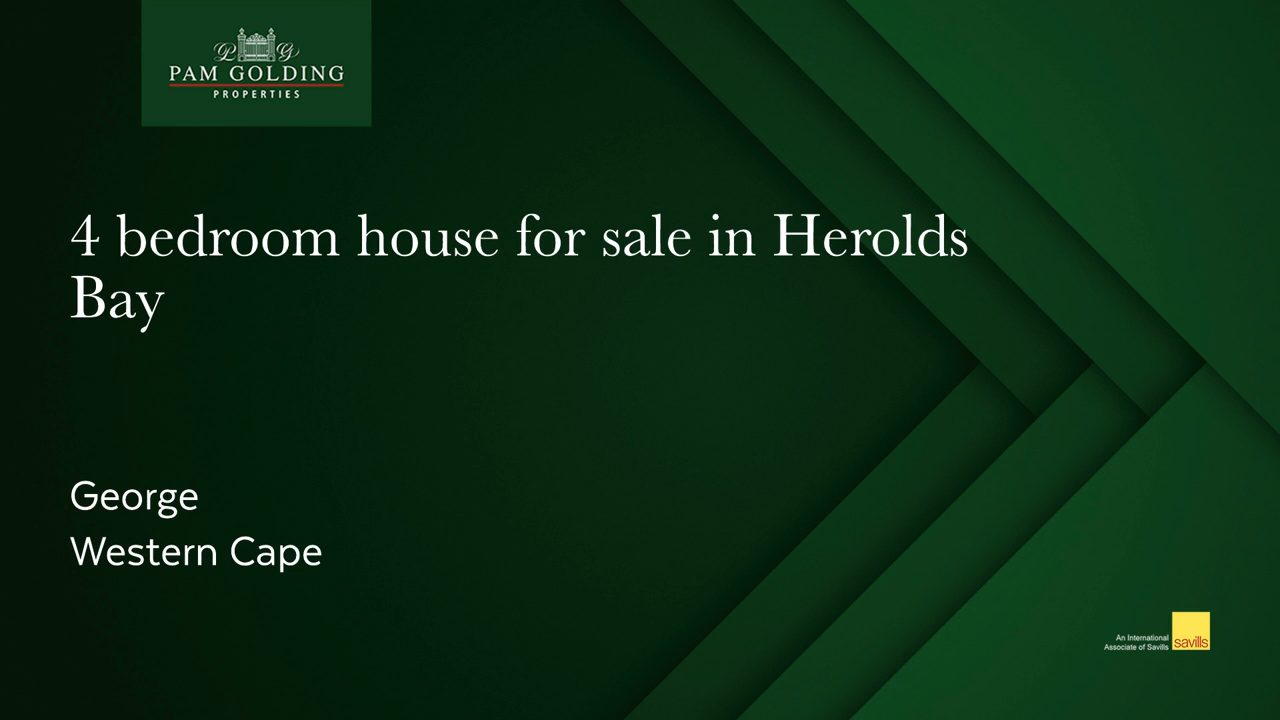 PAM GOLDING
PROPERTIES
4 bedroom house for sale in Herolds
Bay
George
Western Cape
An International
Associate of Savills
savills